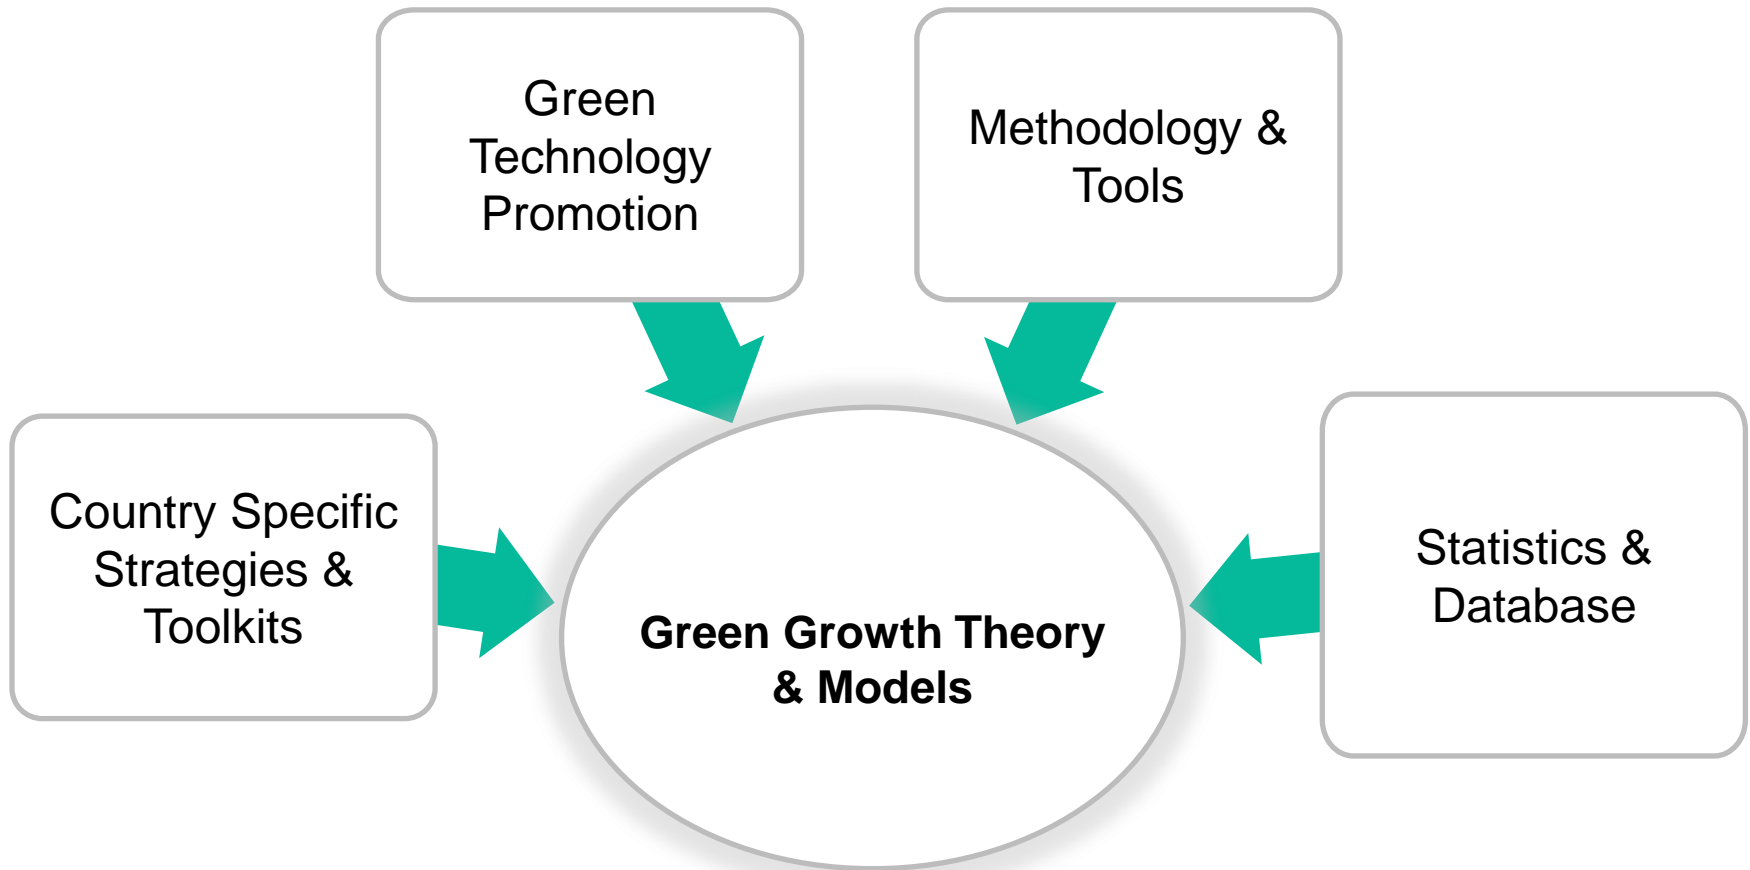 Green
Technology
Promotion
Methodology &
Tools
Country Specific
Strategies &
Toolkits
Statistics &
Database
Green Growth Theory
& Models